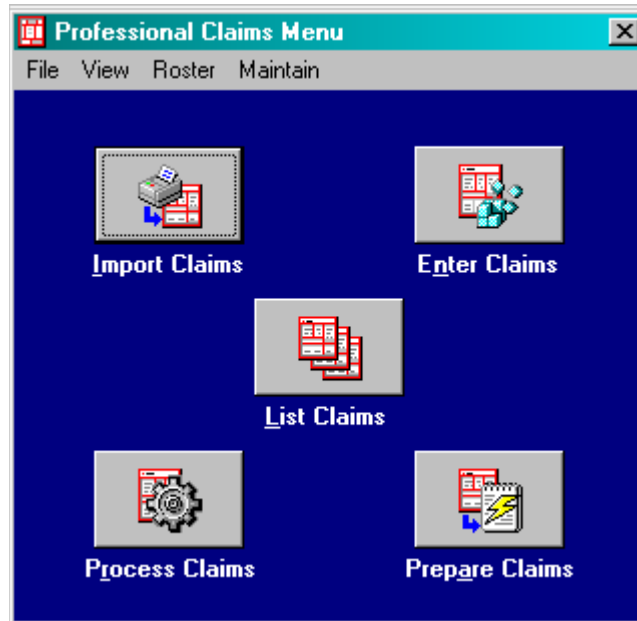 Professional Claims Menu
File View Roster Maintain
Import Claims
Enter Claims
List Claims
Process Claims
Prepare Claims